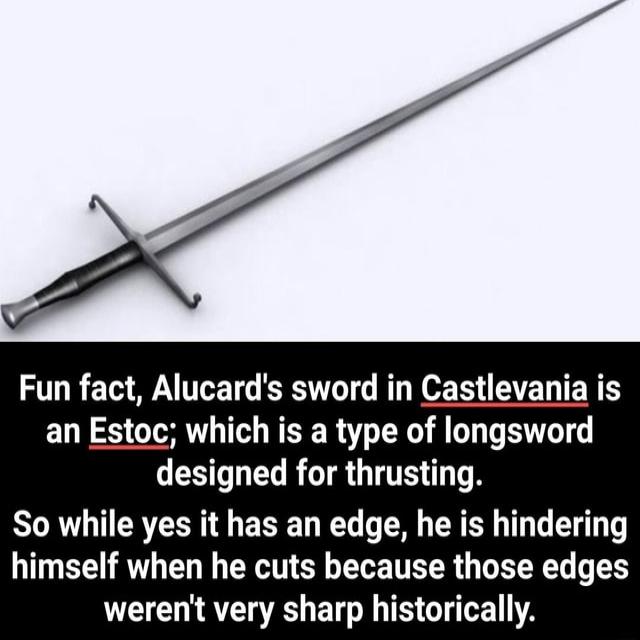 Fun fact, Alucard's sword in Castlevania is
an Estoc; which is a type of longsword
designed for thrusting.
So while yes it has an edge, he is hindering
himself when he cuts because those edges
weren't very sharp historically.